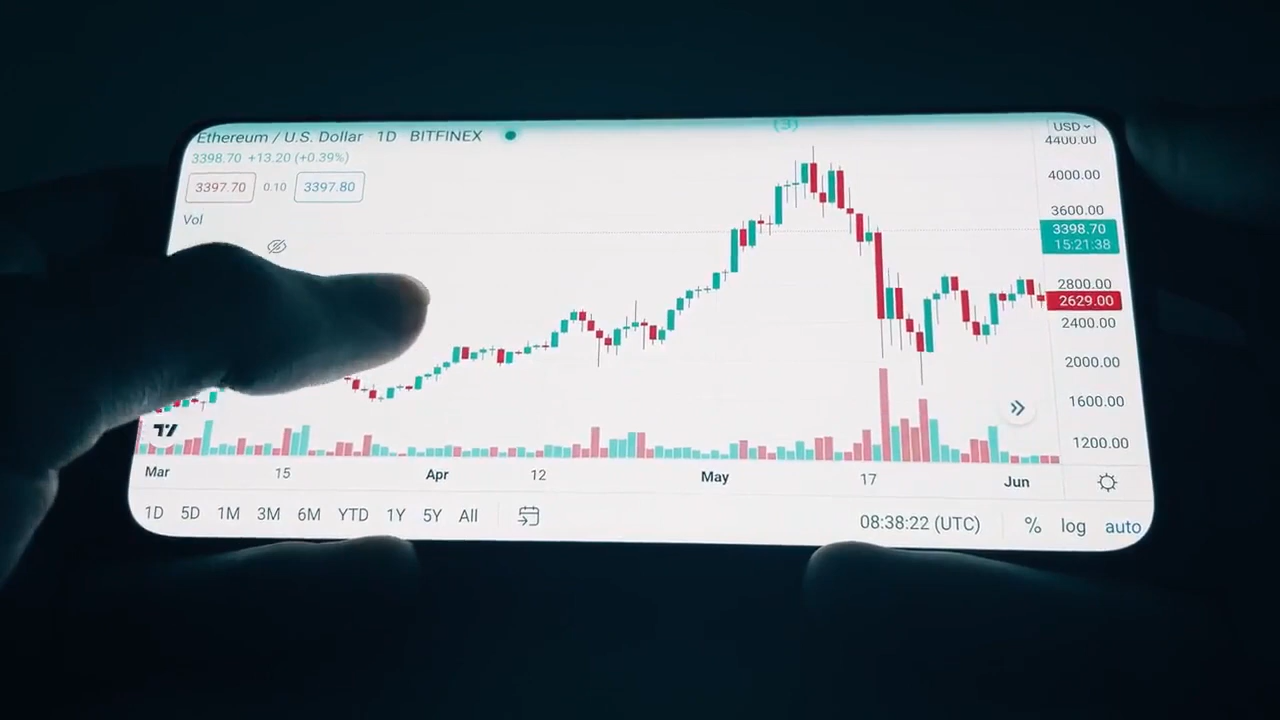 Ethereum / U.S. Dollar 1D BITFINEX
(3)
USD
3398.70 +13.20 (+0.39%)
3397.70 0.10 3397.80
Vol
4400.00
4000.00
3600.00
3398.70
15:21:38
2800.00
2629.00
2400.00
2000.00
1600.00
1200.00
Mar 15 Apr 12 May 17 Jun
1D 5D 1M 3M 6M YTD 1Y 5Y All
08:38:22 (UTC) % log auto